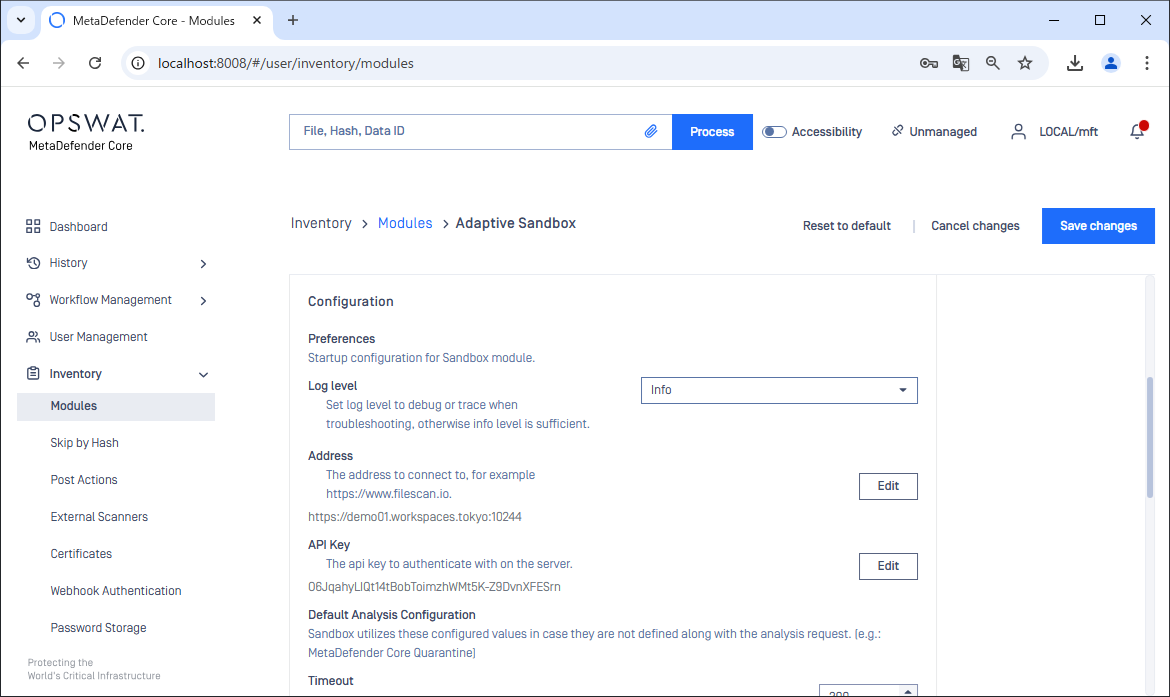 MetaDefender Core - Modules
localhost:8008/#/user/inventory/modules
OPSWAT.
MetaDefender Core
File, Hash, Data ID
Process
Accessibility
Unmanaged
LOCAL/mft
Inventory > Modules > Adaptive Sandbox
Reset to default | Cancel changes
Save changes
Dashboard
History
Workflow Management
User Management
Inventory
Modules
Skip by Hash
Post Actions
External Scanners
Certificates
Webhook Authentication
Password Storage
Protecting the
World's Critical Infrastructure
Configuration
Preferences
Startup configuration for Sandbox module.
Log level
Info
Set log level to debug or trace when
troubleshooting, otherwise info level is sufficient.
Address
The address to connect to, for example
https://www.filescan.io.
Edit
https://demo01.workspaces.tokyo:10244
API Key
The api key to authenticate with on the server.
Edit
06JqahyLIQt14tBobToimzhWMt5K-Z9DvnXFESrn
Default Analysis Configuration
Sandbox utilizes these configured values in case they are not defined along with the analysis request. (e.g.:
MetaDefender Core Quarantine)
Timeout